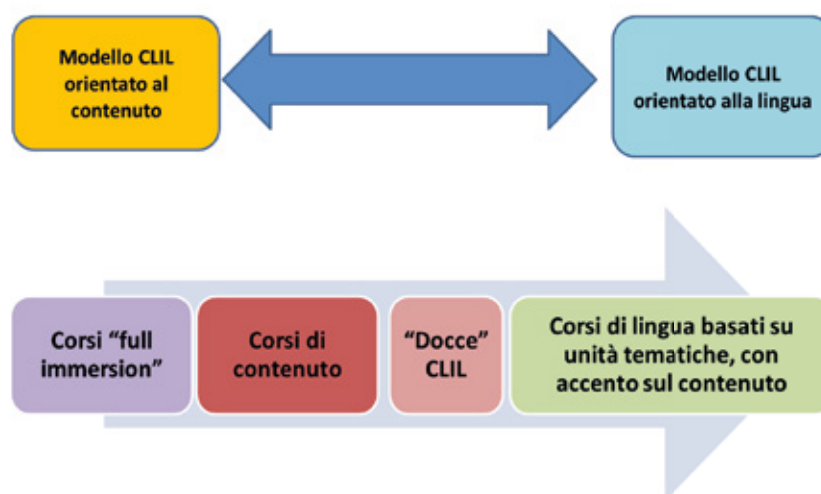 Modello CLIL
orientato al
contenuto
Modello CLIL
orientato alla lingua
Corsi “full
immersion”
Corsi di
contenuto
“Docce”
CLIL
Corsi di lingua basati su
unità tematiche, con
accento sul contenuto